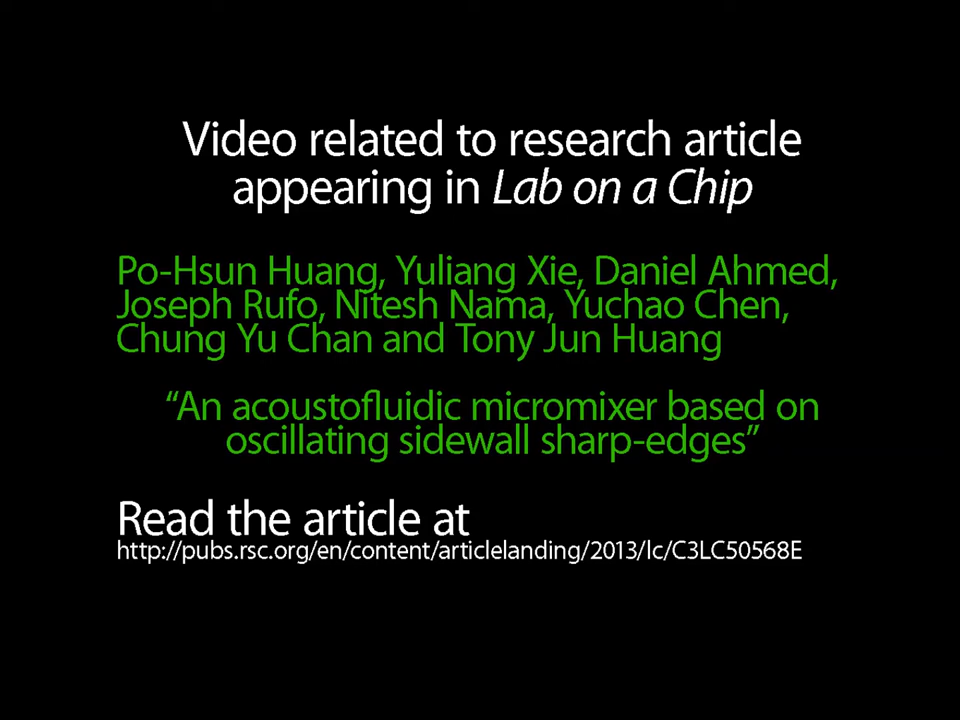 Video related to research article
appearing in Lab on a Chip
Po-Hsun Huang, Yuliang Xie, Daniel Ahmed,
Joseph Rufo, Nitesh Nama, Yuchao Chen,
Chung Yu Chan and Tony Jun Huang
“An acoustofluidic micromixer based on
oscillating sidewall sharp-edges”
Read the article at
http://pubs.rsc.org/en/content/articlelanding/2013/lc/C3LC50568E